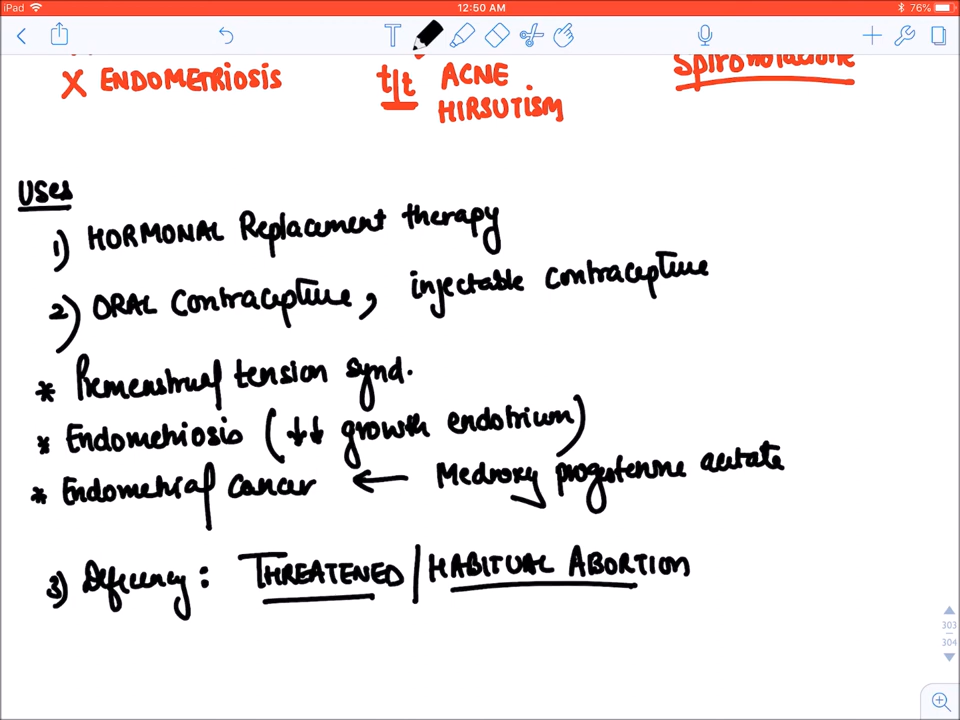 iPad 12:50 AM 76%
T
X ENDOMETRIOSIS t/t ACNE Spironolactone
HIRSUTISM
Uses
1) HORMONAL Replacement therapy
2) ORAL Contraceptive, injectable contraceptive
* Premenstrual tension synd.
* Endometriosis (↓↓ growth endotrium)
* Endometrial cancer ← Medroxy progesterone acetate
3) Deficiency: THREATENED / HABITUAL ABORTION
303
304